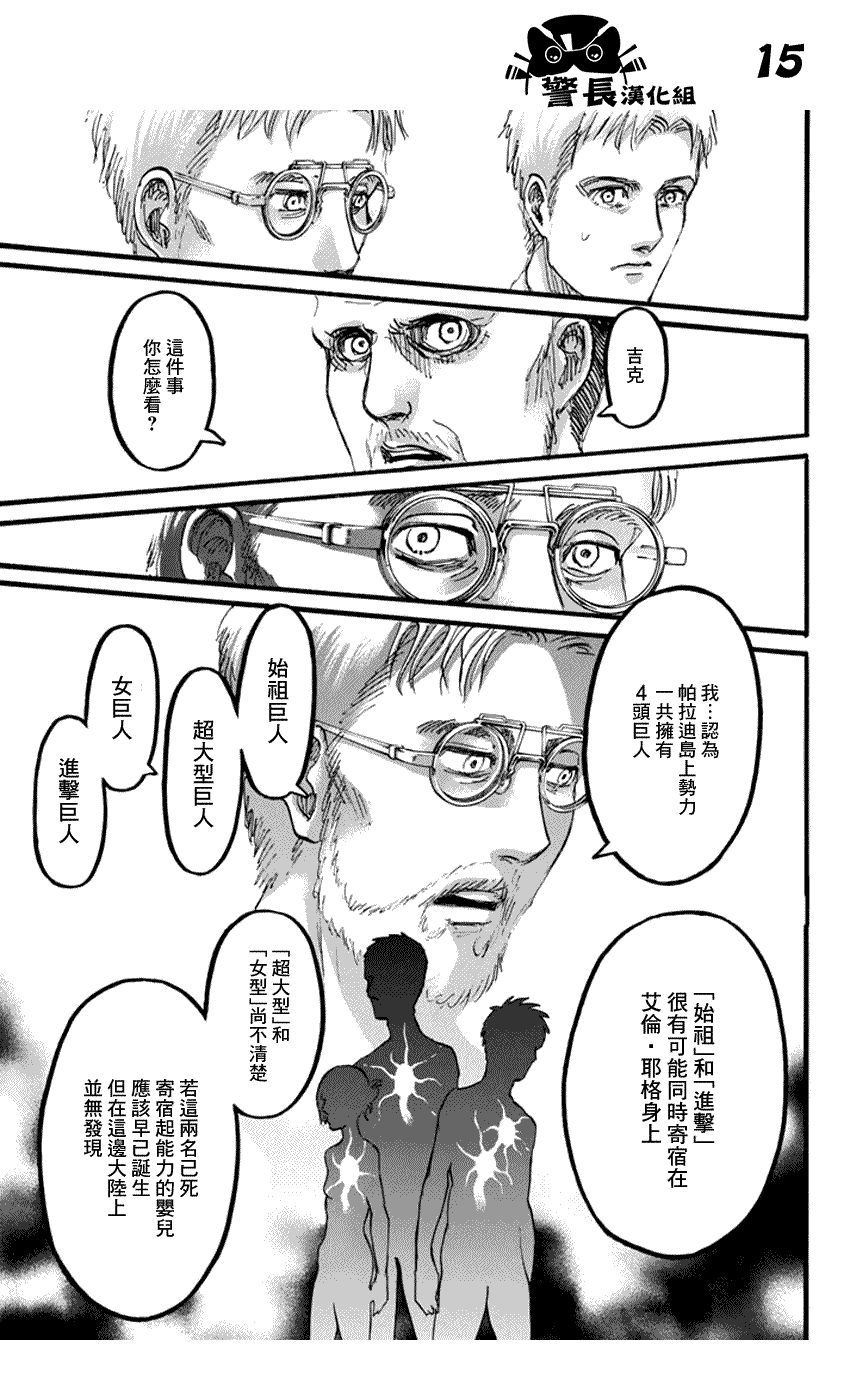 警長漢化組
15
吉克
這件事
你怎麼看?
我…認為
帕拉迪島上勢力
一共擁有
4頭巨人
始祖巨人
超大型巨人
女巨人
進擊巨人
「始祖」和「進擊」
很有可能同時寄宿在
艾倫·耶格身上
「超大型」和
「女型」尚不清楚
若這兩名已死
寄宿起能力的嬰兒
應該早已誕生
但在這邊大陸上
並無發現